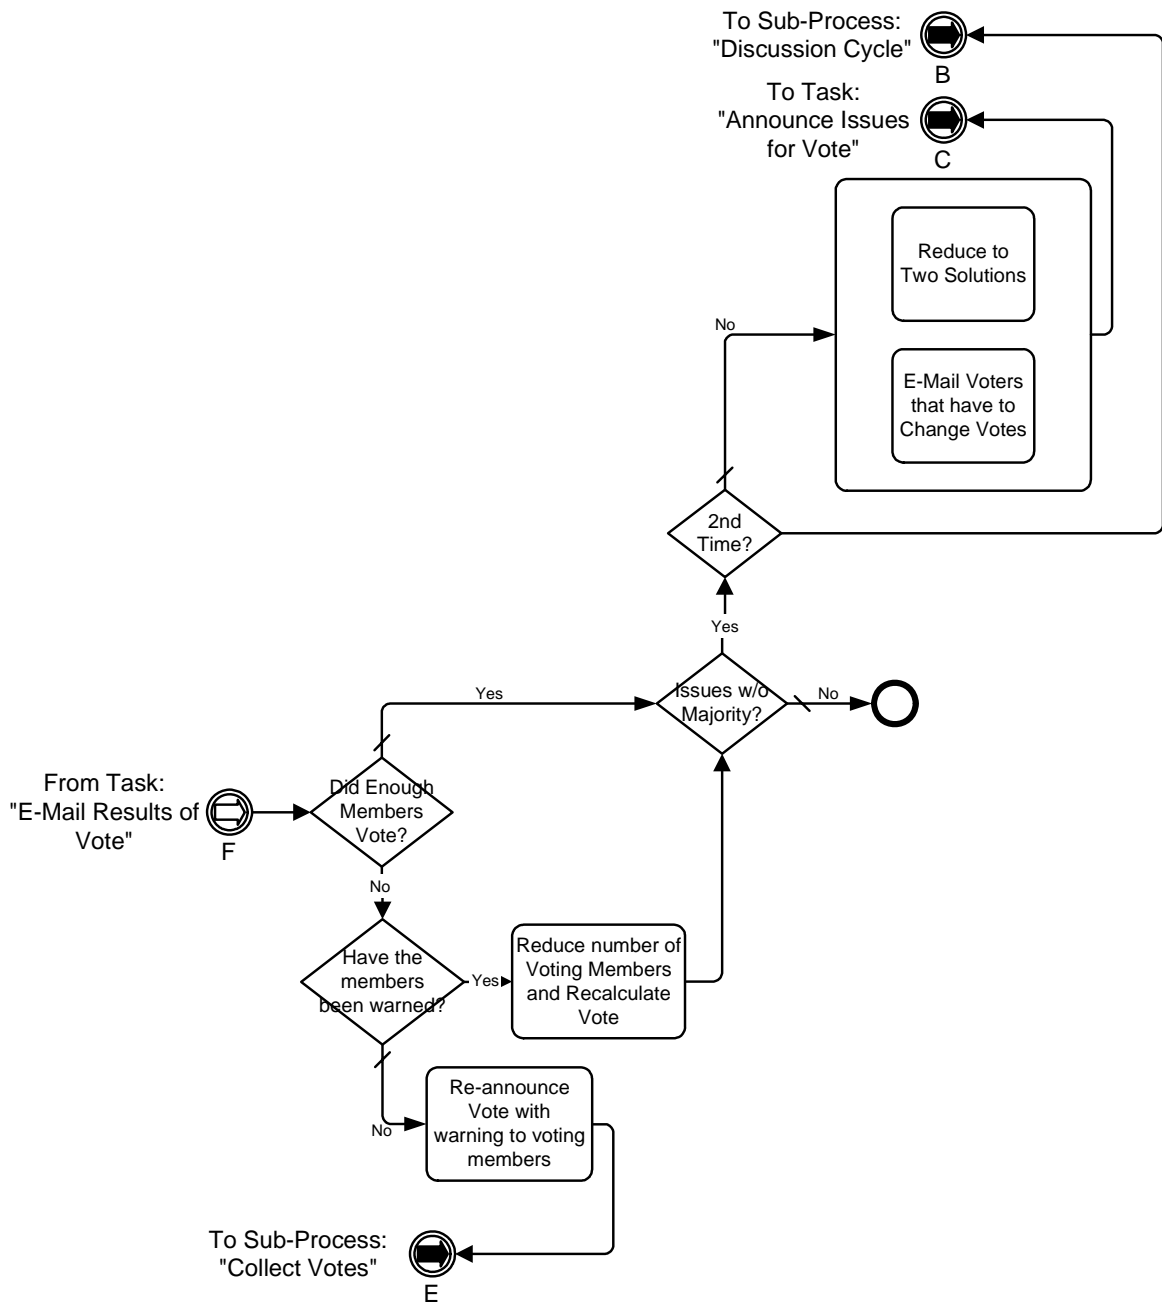 To Sub-Process:
"Discussion Cycle"
B
To Task:
"Announce Issues
for Vote"
C
Reduce to
Two Solutions
No
E-Mail Voters
that have to
Change Votes
2nd
Time?
Yes
Issues w/o
Majority?
No
Yes
Did Enough
Members
Vote?
From Task:
"E-Mail Results of
Vote"
F
No
Have the
members
been warned?
Yes
Reduce number of
Voting Members
and Recalculate
Vote
No
Re-announce
Vote with
warning to voting
members
To Sub-Process:
"Collect Votes"
E